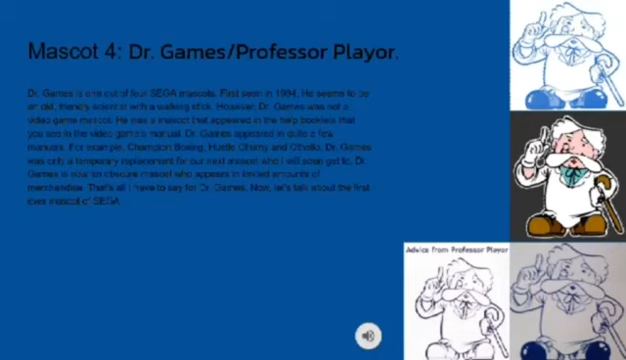 Mascot 4: Dr. Games/Professor Playor.
Dr. Games is one out of four SEGA mascots. First seen in 1984, He seems to be
an old, friendly scientist with a walking stick. However, Dr. Games was not a
video game mascot. He was a mascot that appeared in the help booklets that
you see in the video game's manual. Dr. Games appeared in quite a few
manuals. For example, Champion Boxing, Hustle Chumy and Othello. Dr. Games
was only a temporary replacement for our next mascot who I will soon get to. Dr.
Games is now an obscure mascot who appears in limited amounts of
merchandise. That's all I have to say for Dr. Games. Now, let's talk about the first
ever mascot of SEGA
Advice from Professor Playor